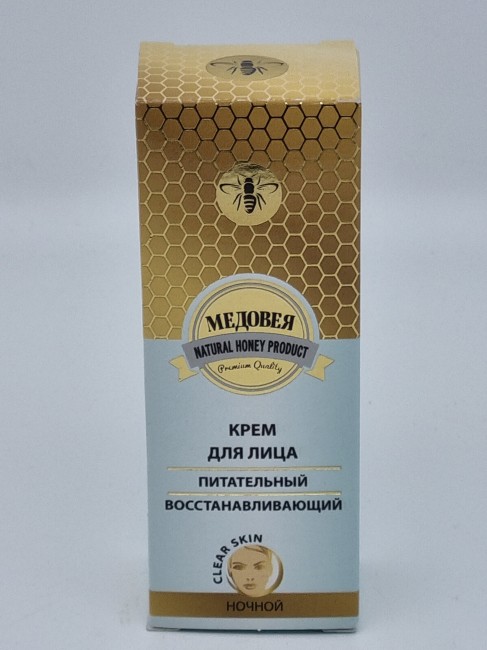 МЕДОВЕЯ
NATURAL HONEY PRODUCT
Premium Quality
КРЕМ
ДЛЯ ЛИЦА
ПИТАТЕЛЬНЫЙ
ВОССТАНАВЛИВАЮЩИЙ
CLEAR SKIN
НОЧНОЙ